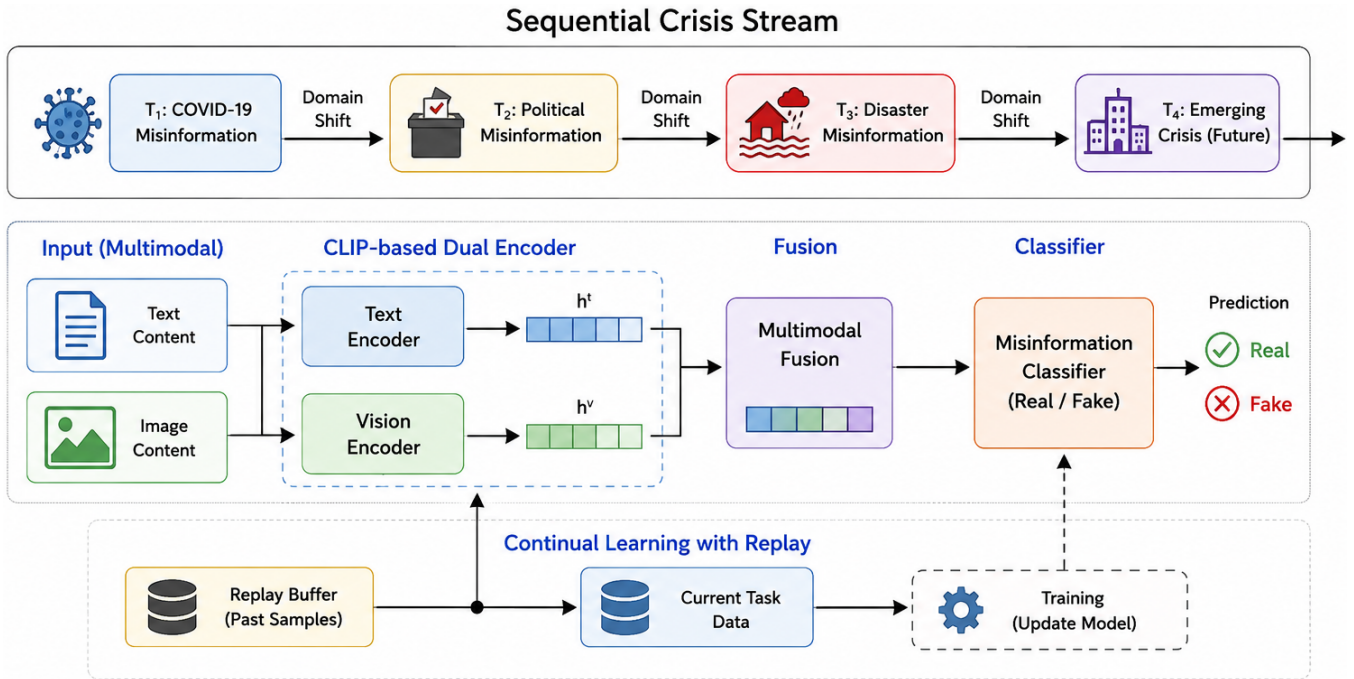 Sequential Crisis Stream
T₁: COVID-19
Misinformation
Domain
Shift
T₂: Political
Misinformation
Domain
Shift
T₃: Disaster
Misinformation
Domain
Shift
T₄: Emerging
Crisis (Future)
Input (Multimodal)
CLIP-based Dual Encoder
Fusion
Classifier
Text
Content
Text
Encoder
hᵗ
Image
Content
Vision
Encoder
hᵛ
Multimodal
Fusion
Misinformation
Classifier
(Real / Fake)
Prediction
Real
Fake
Continual Learning with Replay
Replay Buffer
(Past Samples)
Current Task
Data
Training
(Update Model)